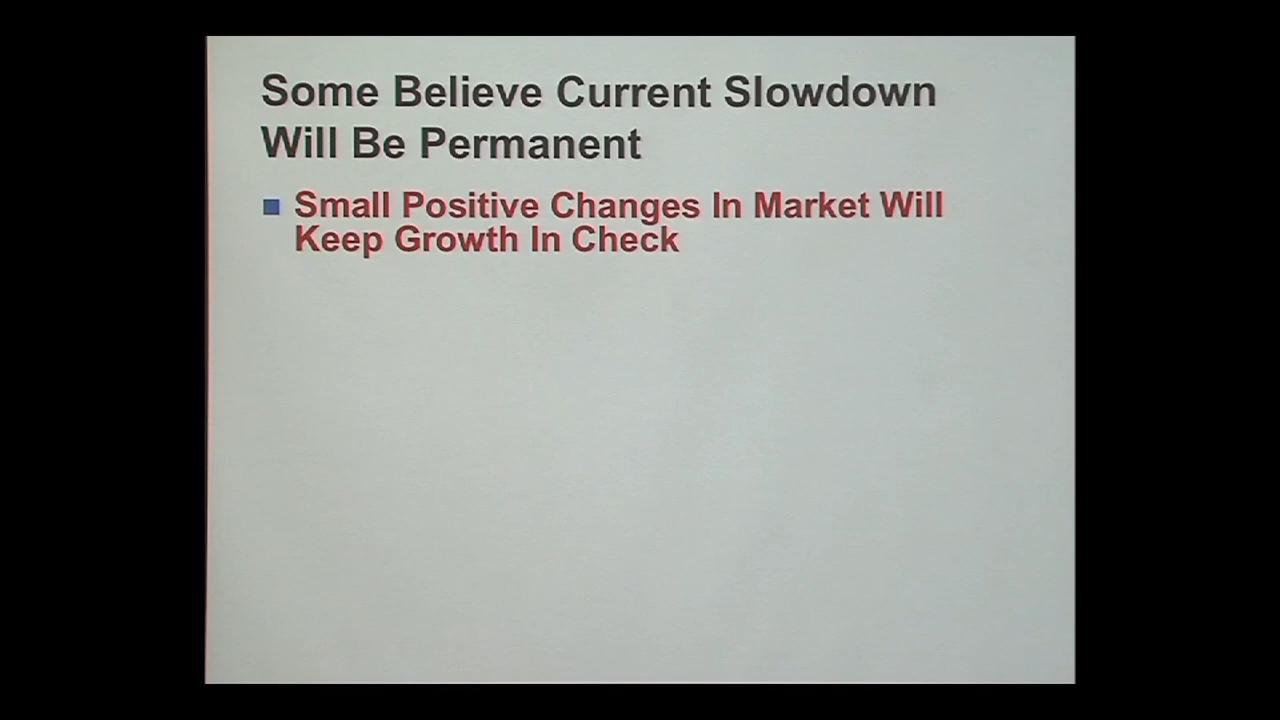 Some Believe Current Slowdown
Will Be Permanent
Small Positive Changes In Market Will
Keep Growth In Check